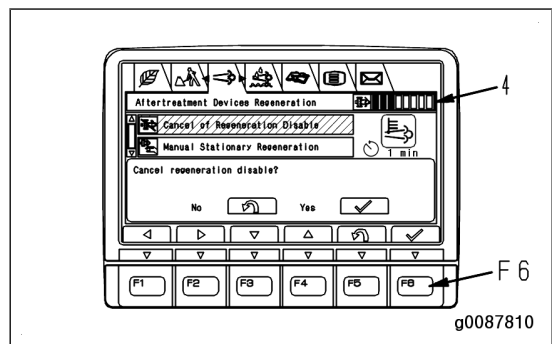 Aftertreatment Devices Regeneration
4
Cancel of Regeneration Disable
Manual Stationary Regeneration
1 min
Cancel regeneration disable?
No Yes
F1 F2 F3 F4 F5 F6
F6
g0087810